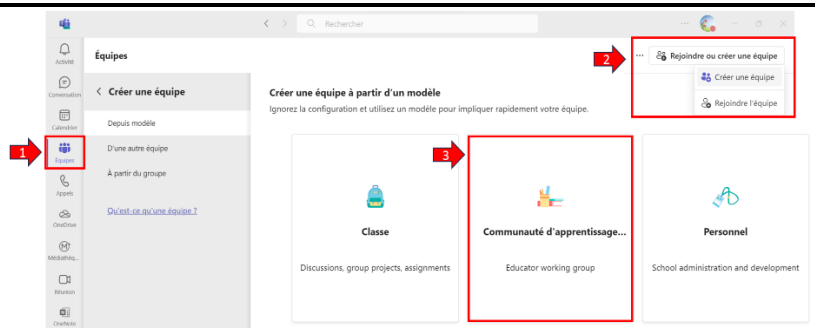 Rechercher
Activité
Équipes
2
Rejoindre ou créer une équipe
Créer une équipe
Rejoindre l'équipe
Conversation
Créer une équipe
Créer une équipe à partir d'un modèle
Ignorez la configuration et utilisez un modèle pour impliquer rapidement votre équipe.
Calendrier
Depuis modèle
1
Équipes
D'une autre équipe
3
À partir du groupe
Appels
Qu'est-ce qu'une équipe ?
OneDrive
Classe
Communauté d'apprentissage...
Personnel
Médiathèq...
Discussions, group projects, assignments
Educator working group
School administration and development
Réunion
OneNote